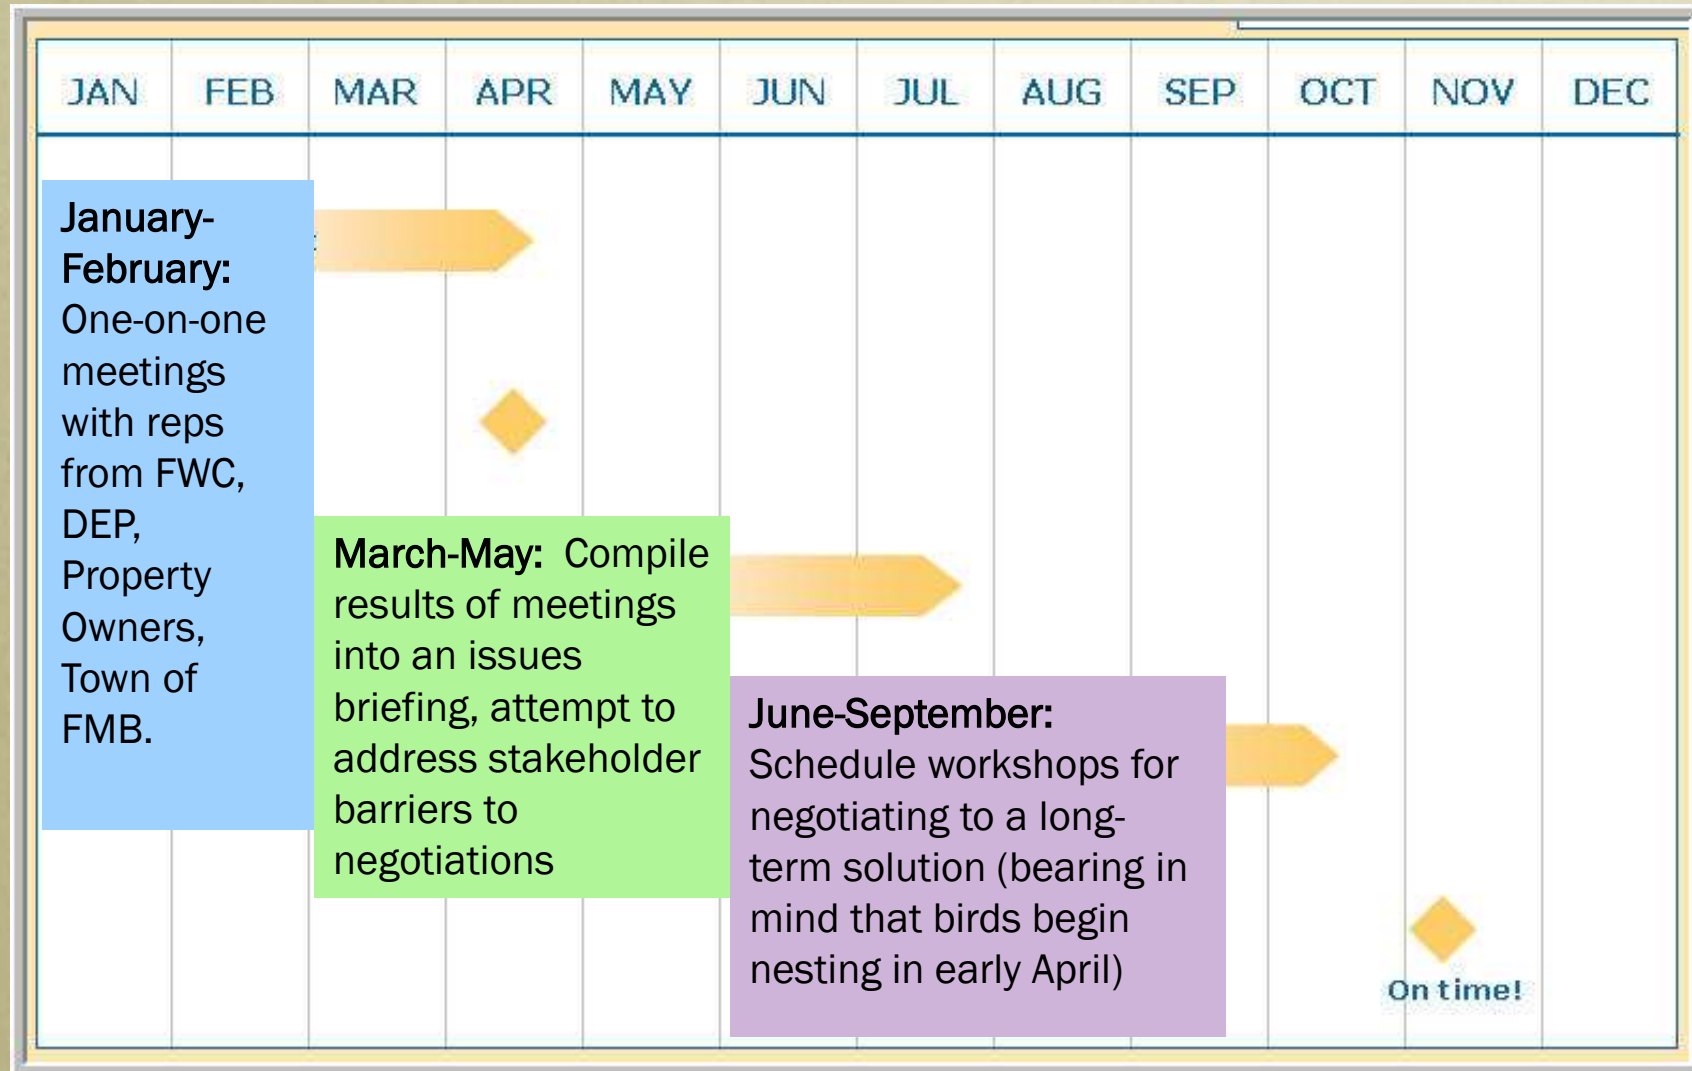 JAN FEB MAR APR MAY JUN JUL AUG SEP OCT NOV DEC
January-
February:
One-on-one
meetings
with reps
from FWC,
DEP,
Property
Owners,
Town of
FMB.
March-May: Compile
results of meetings
into an issues
briefing, attempt to
address stakeholder
barriers to
negotiations
June-September:
Schedule workshops for
negotiating to a long-
term solution (bearing in
mind that birds begin
nesting in early April)
On time!